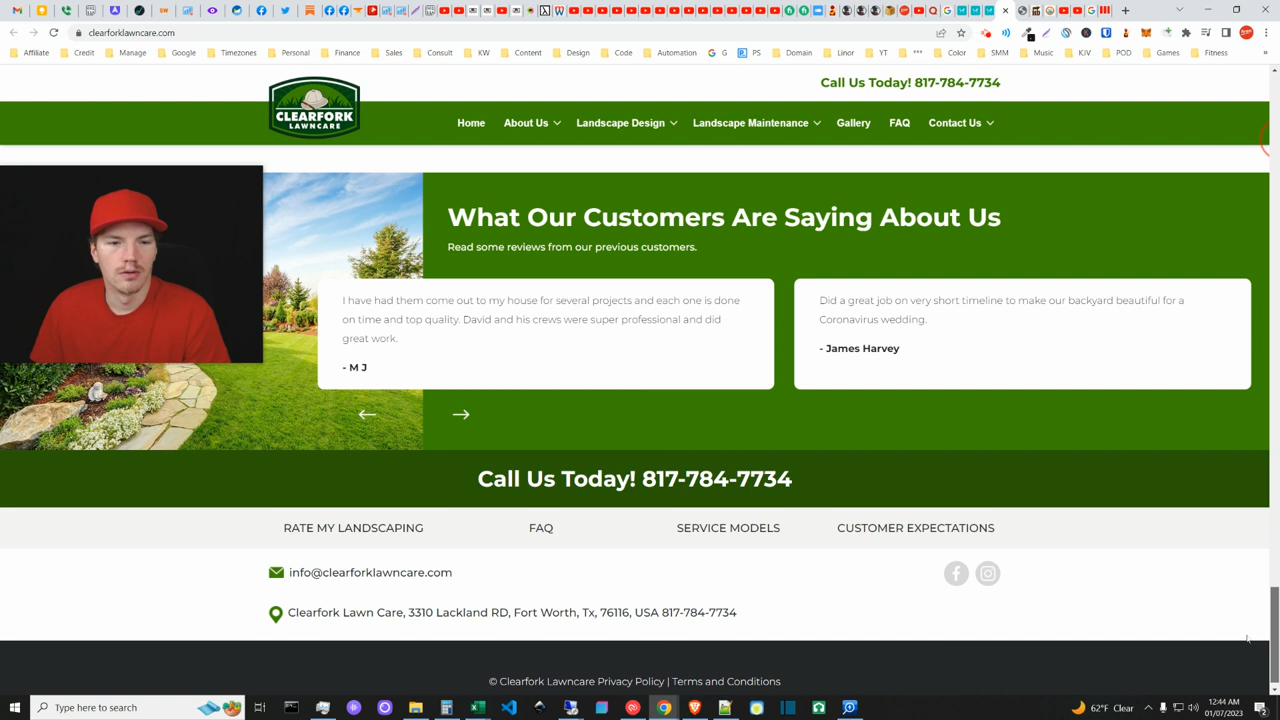 clearforklawncare.com
Affiliate Credit Manage Google Timezones Personal Finance Sales Consult KW Content Design Code Automation G PS Domain Linor YT *** Color SMM Music KJV POD Games Fitness »
Call Us Today! 817-784-7734
CLEARFORK
LAWNCARE
Home About Us Landscape Design Landscape Maintenance Gallery FAQ Contact Us
What Our Customers Are Saying About Us
Read some reviews from our previous customers.
I have had them come out to my house for several projects and each one is done
on time and top quality. David and his crews were super professional and did
great work.
- M J
Did a great job on very short timeline to make our backyard beautiful for a
Coronavirus wedding.
- James Harvey
Call Us Today! 817-784-7734
RATE MY LANDSCAPING FAQ SERVICE MODELS CUSTOMER EXPECTATIONS
info@clearforklawncare.com
Clearfork Lawn Care, 3310 Lackland RD, Fort Worth, Tx, 76116, USA 817-784-7734
© Clearfork Lawncare Privacy Policy | Terms and Conditions
Type here to search
62°F Clear
12:44 AM
01/07/2023